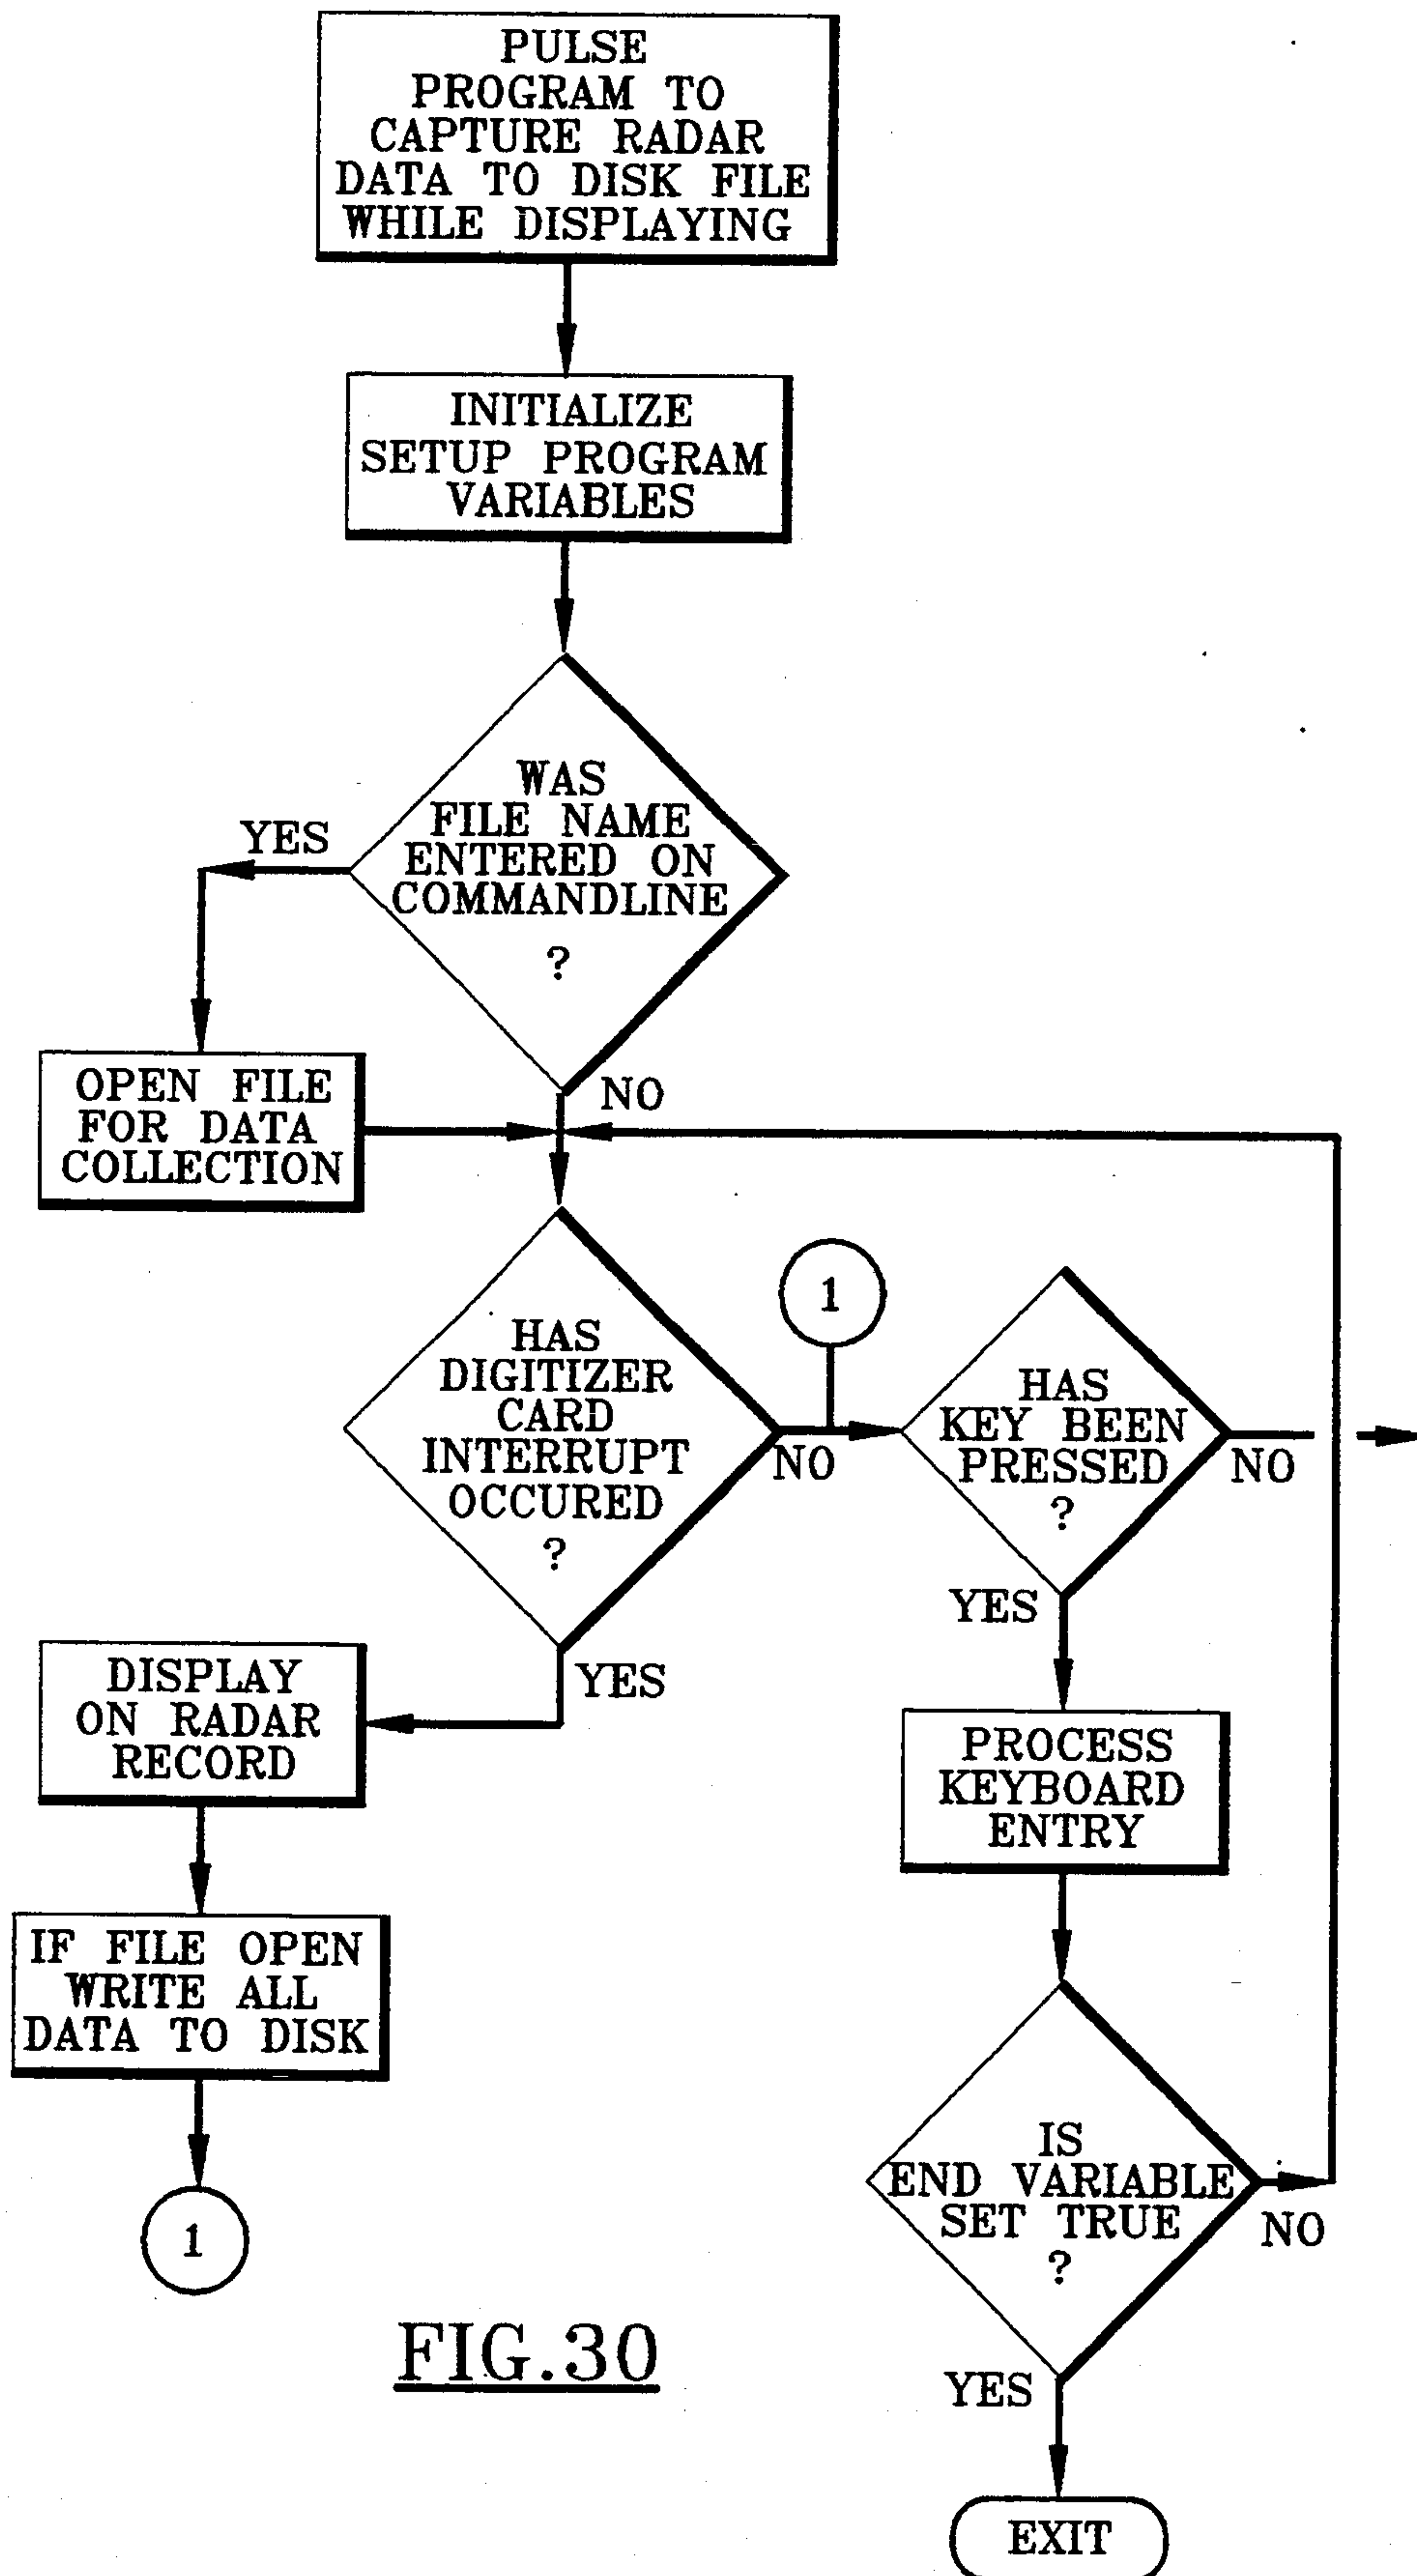 PULSE
PROGRAM TO
CAPTURE RADAR
DATA TO DISK FILE
WHILE DISPLAYING
INITIALIZE
SETUP PROGRAM
VARIABLES
WAS
FILE NAME
ENTERED ON
COMMANDLINE
?
YES
NO
OPEN FILE
FOR DATA
COLLECTION
HAS
DIGITIZER
CARD
INTERRUPT
OCCURED
?
NO
YES
1
HAS
KEY BEEN
PRESSED
?
NO
YES
DISPLAY
ON RADAR
RECORD
PROCESS
KEYBOARD
ENTRY
IF FILE OPEN
WRITE ALL
DATA TO DISK
1
IS
END VARIABLE
SET TRUE
?
NO
YES
EXIT
FIG.30